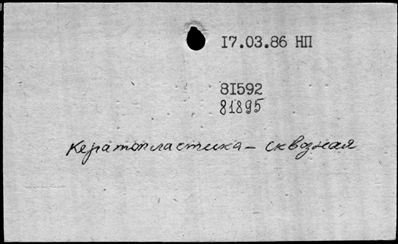 17.03.86 НП
81592
81895
Кератопластика – сквозная